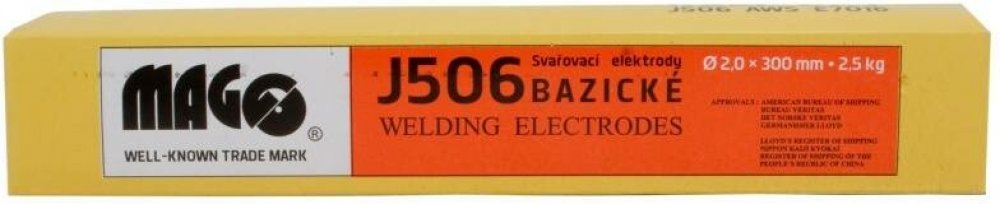 J506 AWS E7016
MAGG
®
WELL-KNOWN TRADE MARK
J506
Svařovací elektrody
BAZICKÉ
WELDING ELECTRODES
Ø 2,0 × 300 mm • 2,5 kg
APPROVALS : AMERICAN BUREAU OF SHIPPING
BUREAU VERITAS
DET NORSKE VERITAS
GERMANISHER LLOYD
LLOYD'S REGISTER OF SHIPPING
NIPPON KAIJI KYOKAI
REGISTER OF SHIPPING OF THE
PEOPLE'S REUBLIC OF CHINA